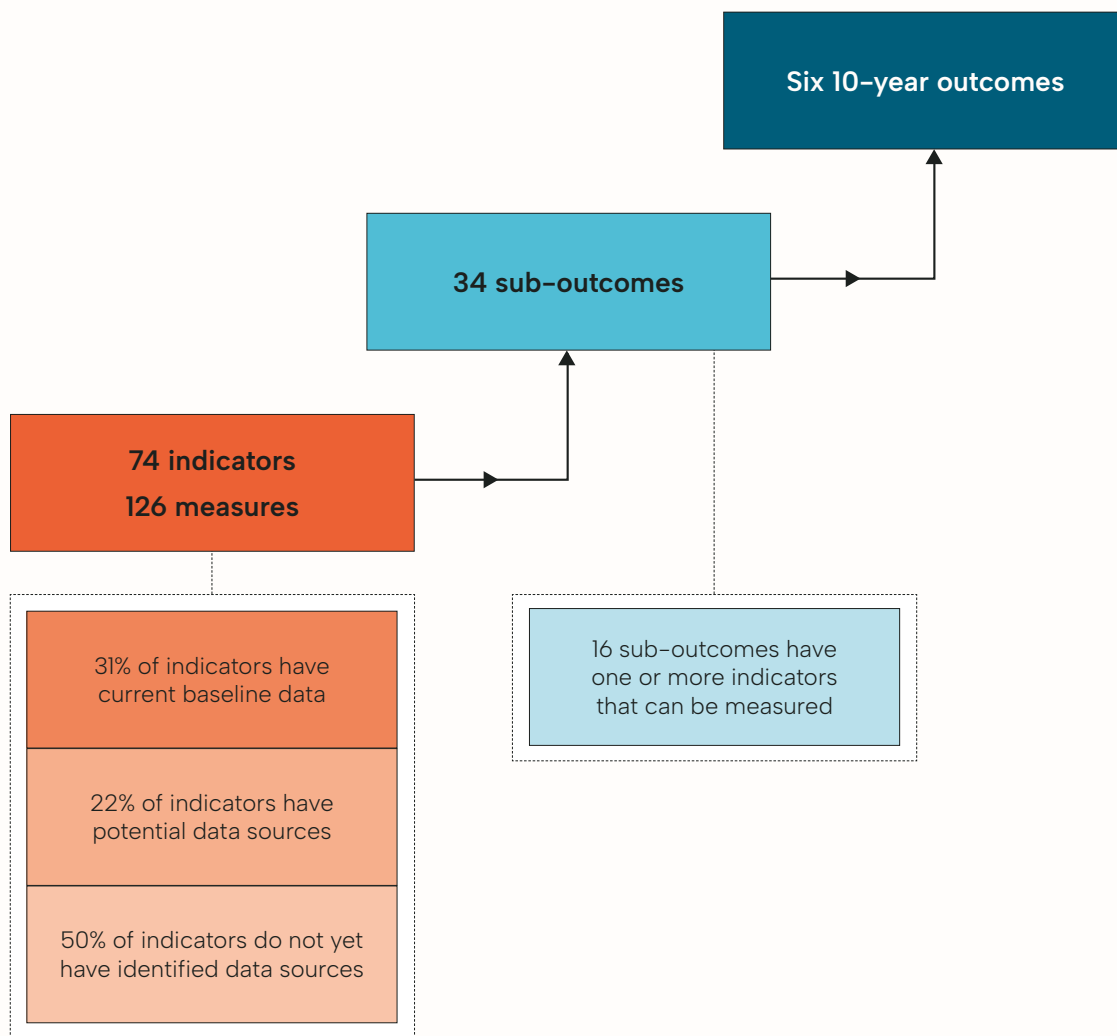 Six 10-year outcomes
34 sub-outcomes
74 indicators
126 measures
31% of indicators have
current baseline data
22% of indicators have
potential data sources
50% of indicators do not yet
have identified data sources
16 sub-outcomes have
one or more indicators
that can be measured